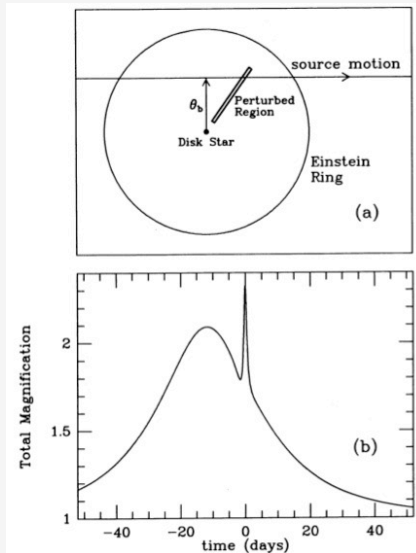 source motion
θb
Perturbed
Region
Disk Star
Einstein
Ring
(a)
Total Magnification
2
1.5
1
(b)
−40 −20 0 20 40
time (days)